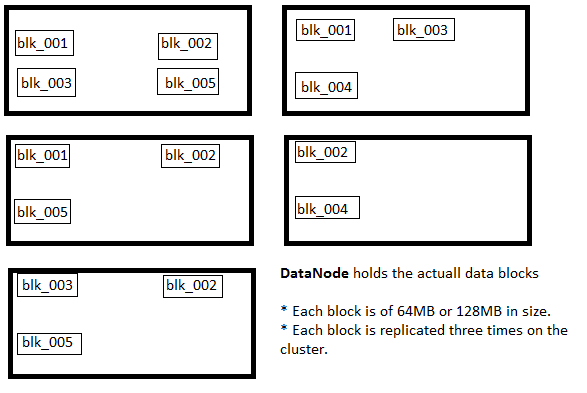 blk_001 blk_002
blk_003 blk_005
blk_001 blk_003
blk_004
blk_001 blk_002
blk_005
blk_002
blk_004
blk_003 blk_002
blk_005
DataNode holds the actuall data blocks
* Each block is of 64MB or 128MB in size.
* Each block is replicated three times on the
cluster.